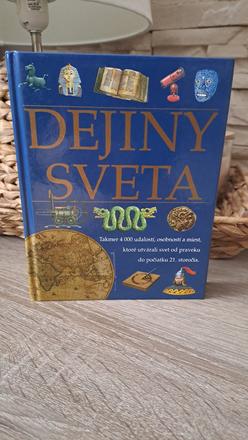 DEJINY
SVETA
Takmer 4 000 udalostí, osobností a miest,
ktoré utvárali svet od praveku
do počiatku 21. storočia.